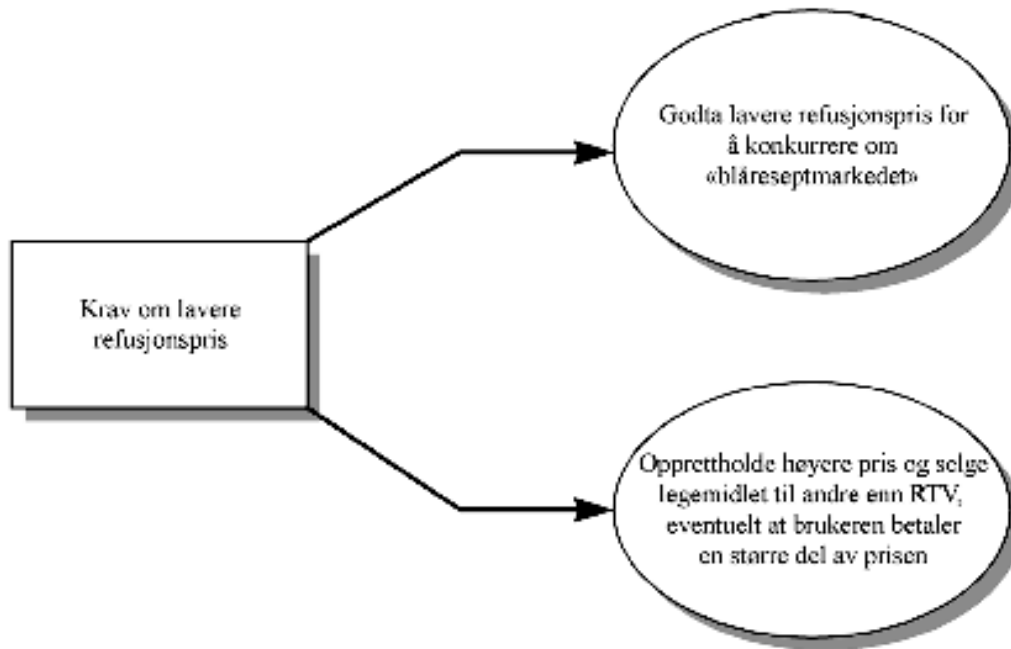 Godta lavere refusjonspris for
å konkurrere om
«blåreseptmarkedet»
Krav om lavere
refusjonspris
Opprettholde høyere pris og selge
legemidlet til andre enn RTV,
eventuelt at brukeren betaler
en større del av prisen